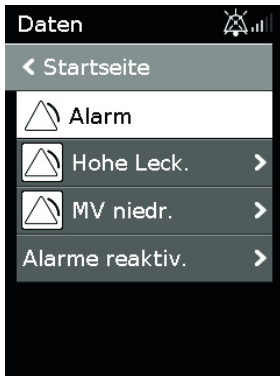 Daten
Startseite
Alarm
Hohe Leck.
MV niedr.
Alarme reaktiv.